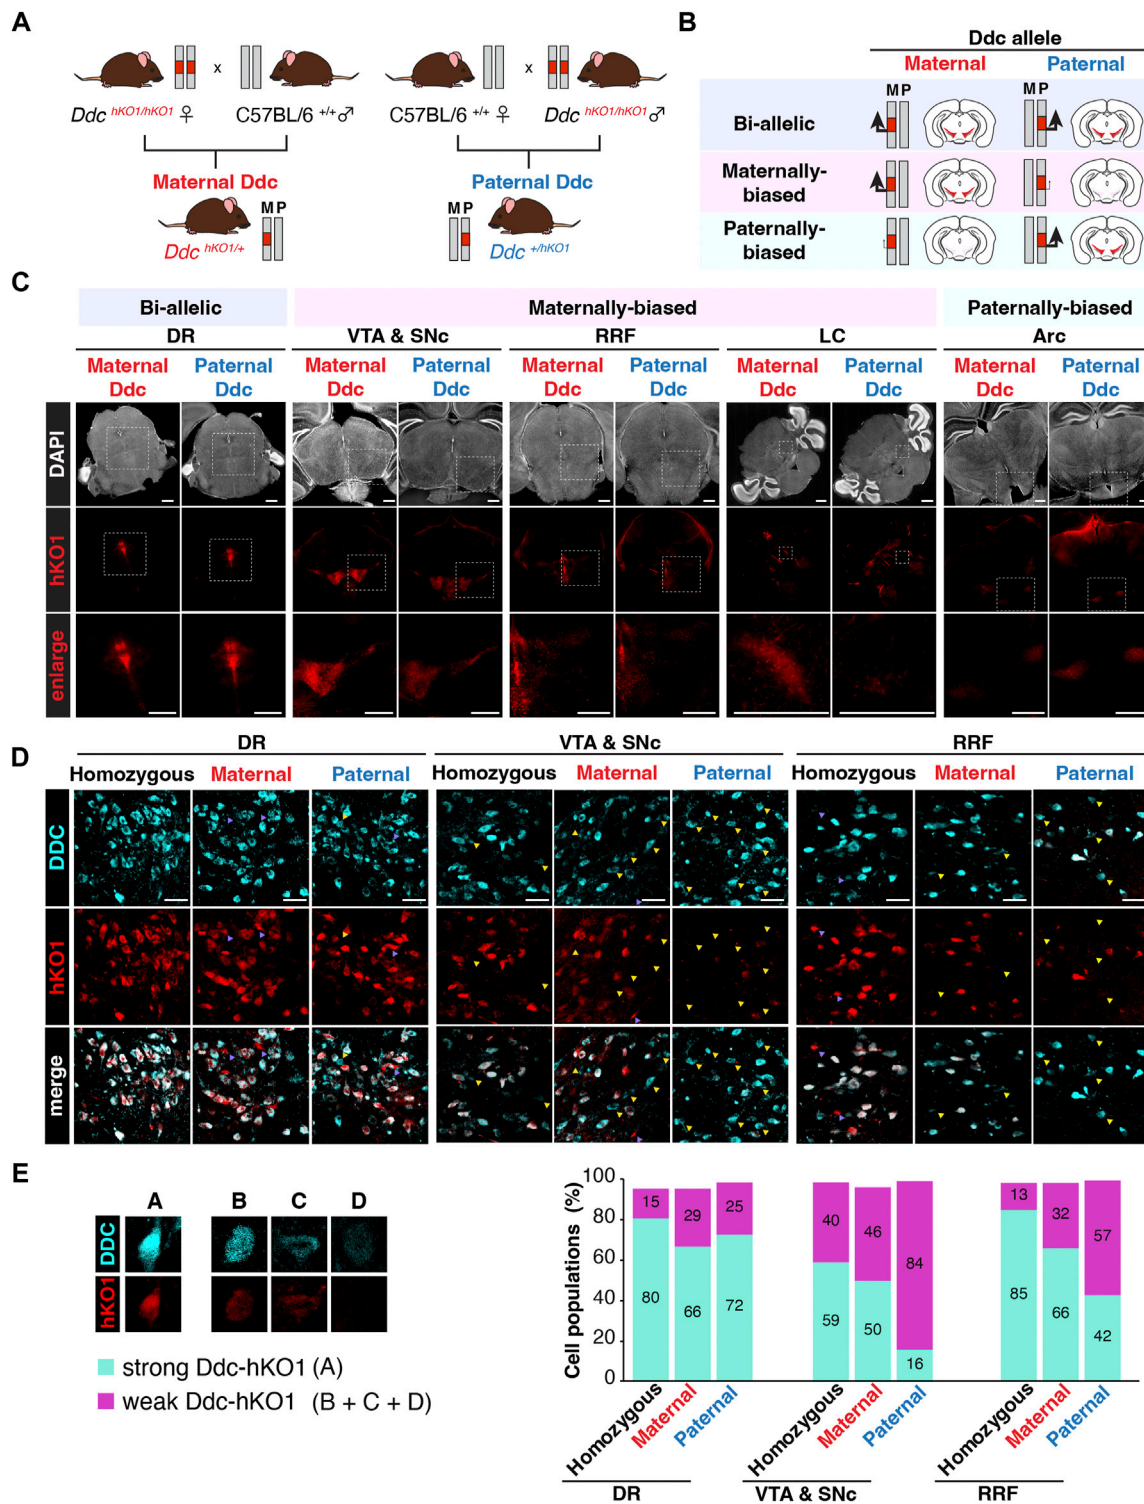 A
Ddc hKO1/hKO1 ♀ x C57BL/6 +/+ ♂
C57BL/6 +/+ ♀ x Ddc hKO1/hKO1 ♂
Maternal Ddc
M P
Ddc hKO1/+
Paternal Ddc
M P
Ddc +/hKO1
B
Ddc allele
Maternal Paternal
M P M P
Bi-allelic
Maternally-
biased
Paternally-
biased
C
Bi-allelic Maternally-biased Paternally-biased
DR VTA & SNc RRF LC Arc
Maternal Paternal Maternal Paternal Maternal Paternal Maternal Paternal Maternal Paternal
Ddc Ddc Ddc Ddc Ddc Ddc Ddc Ddc Ddc Ddc
DAPI
hKO1
enlarge
D
DR VTA & SNc RRF
Homozygous Maternal Paternal Homozygous Maternal Paternal Homozygous Maternal Paternal
DDC
hKO1
merge
E
A B C D
DDC
hKO1
strong Ddc-hKO1 (A)
weak Ddc-hKO1 (B + C + D)
Cell populations (%)
100
80
60
40
20
0
15 29 25 40 46 84 13 32 57
80 66 72 59 50 16 85 66 42
Homozygous Maternal Paternal Homozygous Maternal Paternal Homozygous Maternal Paternal
DR VTA & SNc RRF